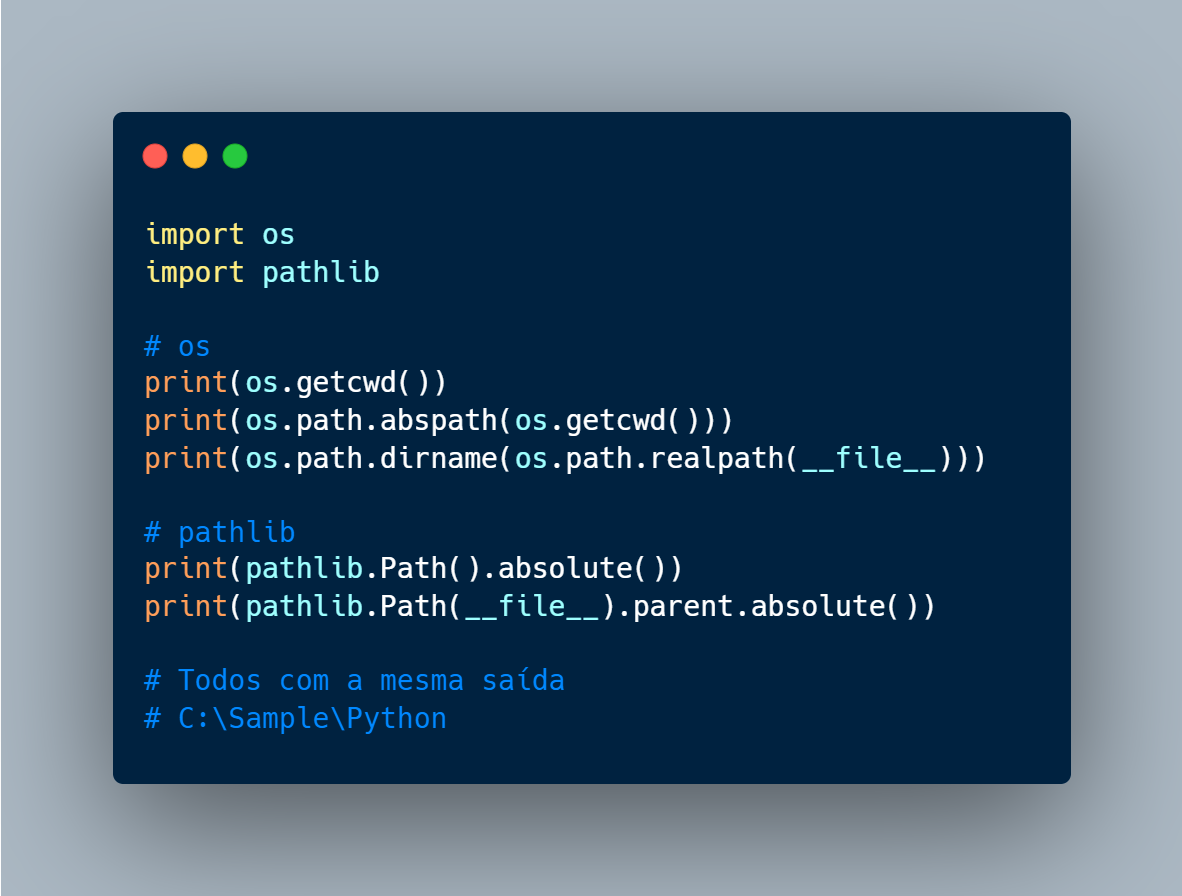 import os
import pathlib
# os
print(os.getcwd())
print(os.path.abspath(os.getcwd()))
print(os.path.dirname(os.path.realpath(__file__)))
# pathlib
print(pathlib.Path().absolute())
print(pathlib.Path(__file__).parent.absolute())
# Todos com a mesma saída
# C:\Sample\Python